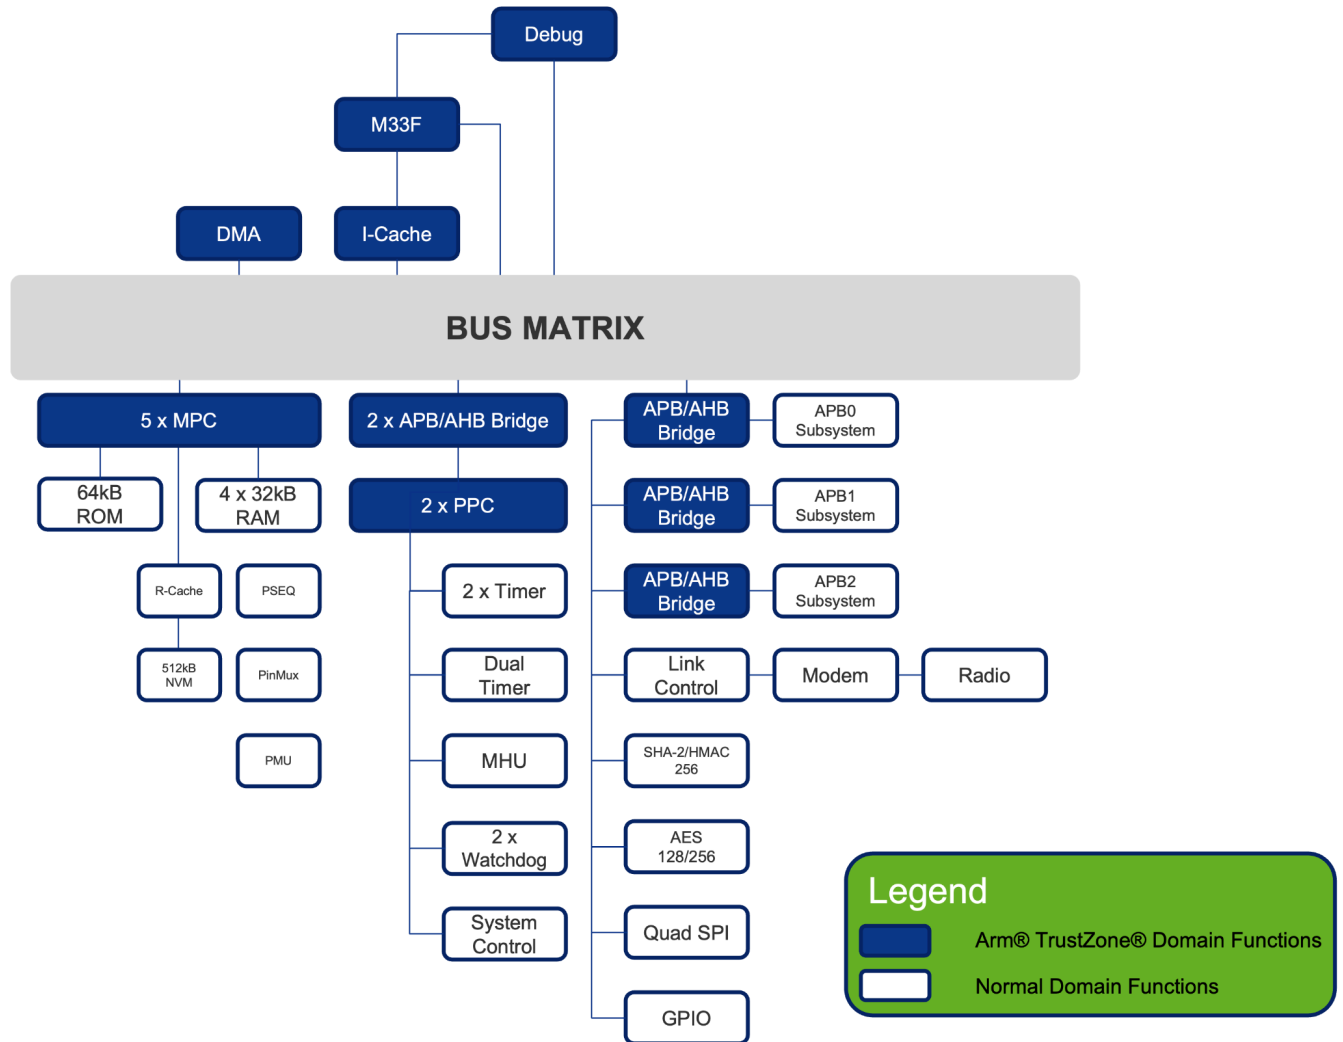 Debug
M33F
DMA
I-Cache
BUS MATRIX
5 x MPC
2 x APB/AHB Bridge
APB/AHB
Bridge
APB0
Subsystem
64kB
ROM
4 x 32kB
RAM
2 x PPC
APB/AHB
Bridge
APB1
Subsystem
R-Cache
PSEQ
2 x Timer
APB/AHB
Bridge
APB2
Subsystem
512kB
NVM
PinMux
Dual
Timer
Link
Control
Modem
Radio
PMU
MHU
SHA-2/HMAC
256
2 x
Watchdog
AES
128/256
System
Control
Quad SPI
GPIO
Legend
Arm® TrustZone® Domain Functions
Normal Domain Functions